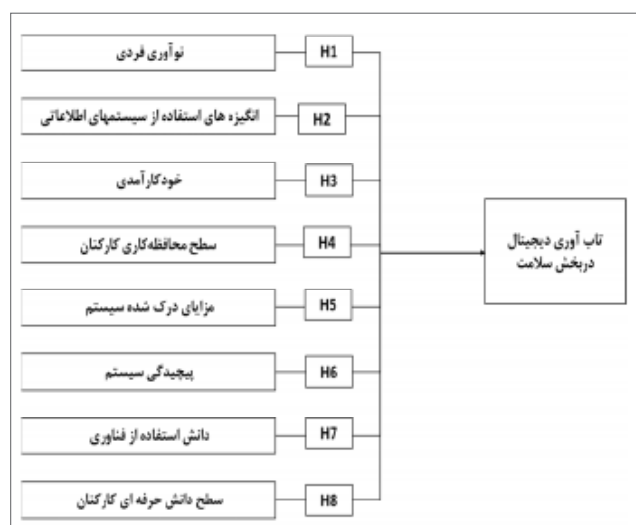 نوآوری فردی
H1
انگیزه های استفاده از سیستمهای اطلاعاتی
H2
خودکارآمدی
H3
سطح محافظه‌کاری کارکنان
H4
مزایای درک شده سیستم
H5
پیچیدگی سیستم
H6
دانش استفاده از فناوری
H7
سطح دانش حرفه ای کارکنان
H8
تاب آوری دیجیتال
دربخش سلامت